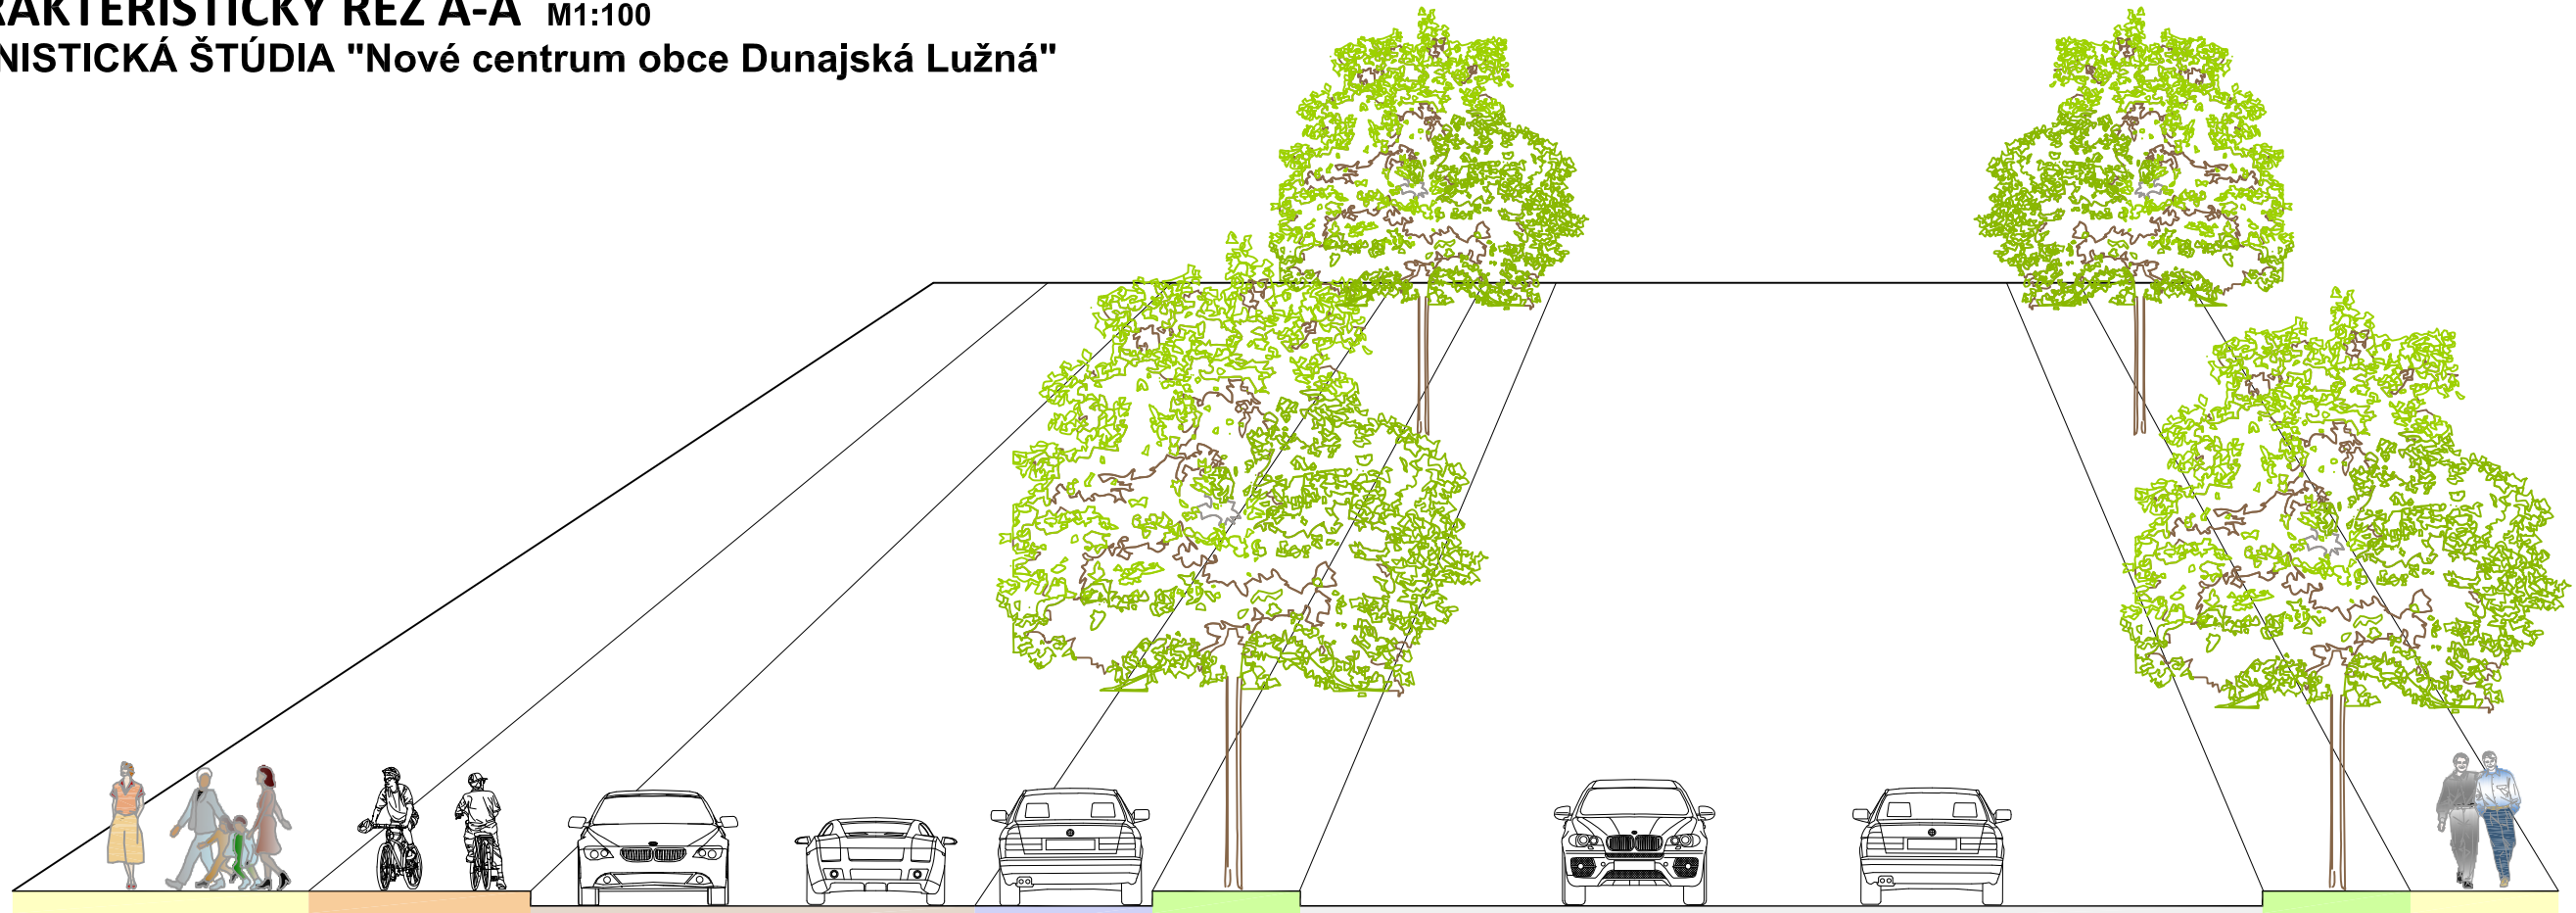 RAKTERISTICKÝ REZ A-A M1:100
NISTICKÁ ŠTÚDIA "Nové centrum obce Dunajská Lužná"